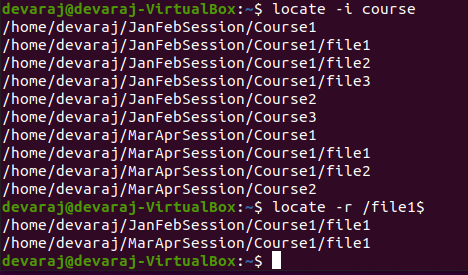 devaraj@devaraj-VirtualBox:~$ locate -i course
/home/devaraj/JanFebSession/Course1
/home/devaraj/JanFebSession/Course1/file1
/home/devaraj/JanFebSession/Course1/file2
/home/devaraj/JanFebSession/Course1/file3
/home/devaraj/JanFebSession/Course2
/home/devaraj/JanFebSession/Course3
/home/devaraj/MarAprSession/Course1
/home/devaraj/MarAprSession/Course1/file1
/home/devaraj/MarAprSession/Course1/file2
/home/devaraj/MarAprSession/Course2
devaraj@devaraj-VirtualBox:~$ locate -r /file1$
/home/devaraj/JanFebSession/Course1/file1
/home/devaraj/MarAprSession/Course1/file1
devaraj@devaraj-VirtualBox:~$